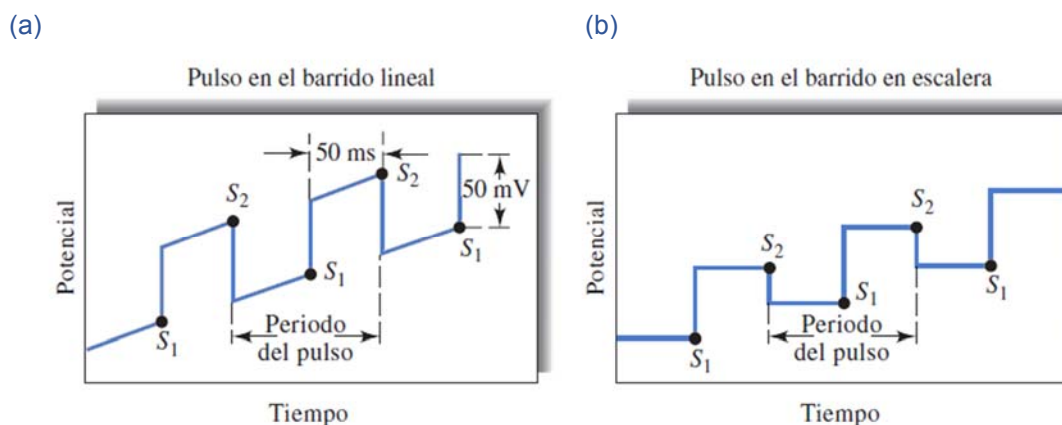 (a)
Pulso en el barrido lineal
Potencial
50 ms
S₂
S₂
50 mV
S₁
S₁
S₁
Periodo
del pulso
Tiempo
(b)
Pulso en el barrido en escalera
Potencial
S₂
S₂
S₁
S₁
S₁
Periodo
del pulso
Tiempo